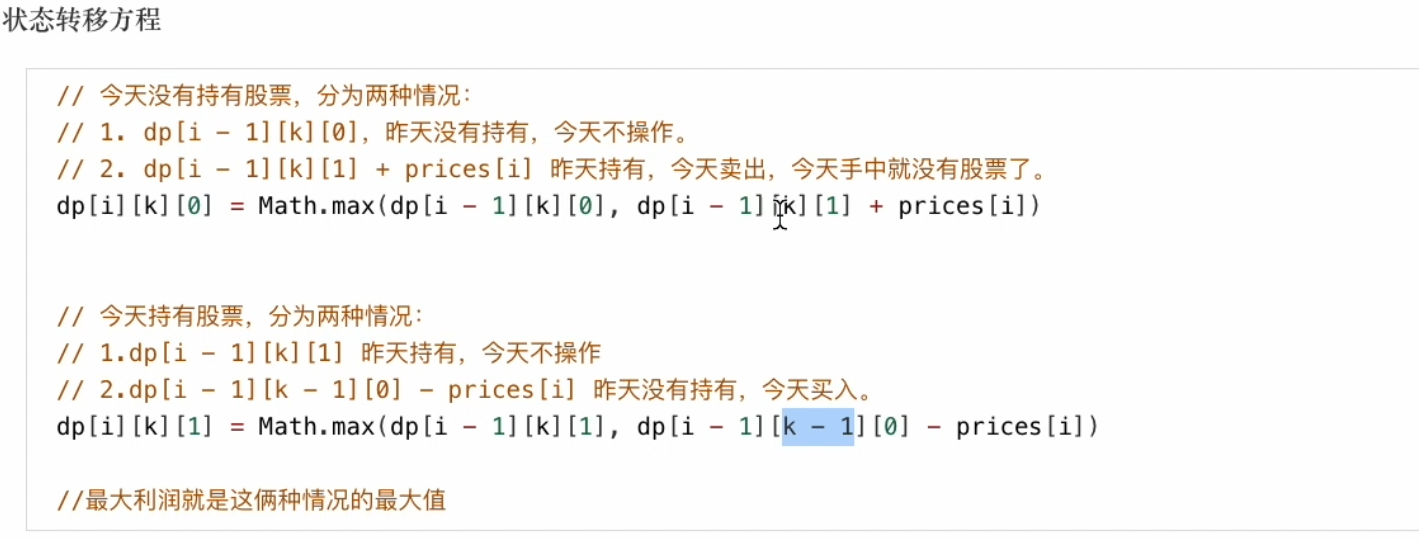 状态转移方程
// 今天没有持有股票，分为两种情况：
// 1. dp[i - 1][k][0]，昨天没有持有，今天不操作。
// 2. dp[i - 1][k][1] + prices[i] 昨天持有，今天卖出，今天手中就没有股票了。
dp[i][k][0] = Math.max(dp[i - 1][k][0], dp[i - 1][k][1] + prices[i])
// 今天持有股票，分为两种情况：
// 1.dp[i - 1][k][1] 昨天持有，今天不操作
// 2.dp[i - 1][k - 1][0] - prices[i] 昨天没有持有，今天买入。
dp[i][k][1] = Math.max(dp[i - 1][k][1], dp[i - 1][k - 1][0] - prices[i])
//最大利润就是这俩种情况的最大值